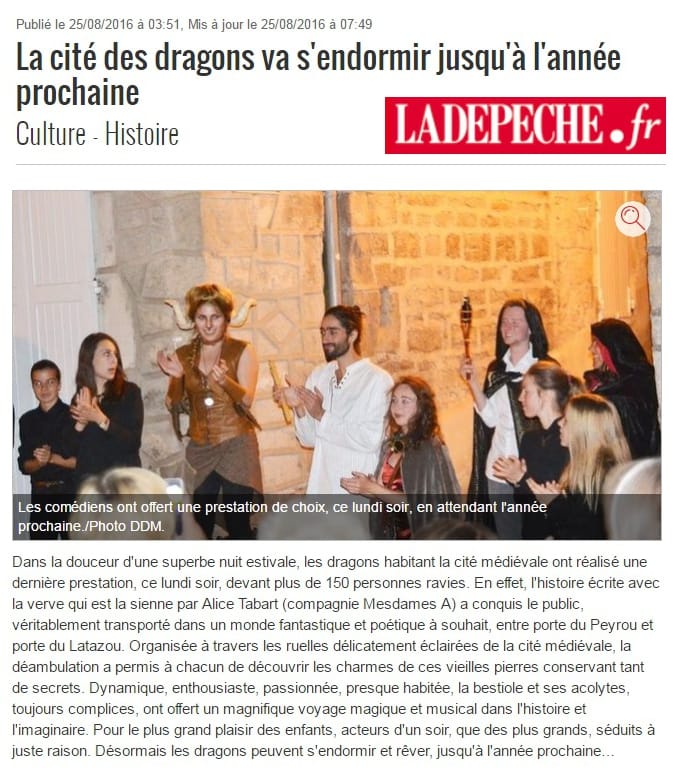 Publié le 25/08/2016 à 03:51, Mis à jour le 25/08/2016 à 07:49
La cité des dragons va s'endormir jusqu'à l'année
prochaine
Culture - Histoire
LADEPECHE.fr
Les comédiens ont offert une prestation de choix, ce lundi soir, en attendant l'année
prochaine./Photo DDM.
Dans la douceur d'une superbe nuit estivale, les dragons habitant la cité médiévale ont réalisé une
dernière prestation, ce lundi soir, devant plus de 150 personnes ravies. En effet, l'histoire écrite avec
la verve qui est la sienne par Alice Tabart (compagnie Mesdames A) a conquis le public,
véritablement transporté dans un monde fantastique et poétique à souhait, entre porte du Peyrou et
porte du Latazou. Organisée à travers les ruelles délicatement éclairées de la cité médiévale, la
déambulation a permis à chacun de découvrir les charmes de ces vieilles pierres conservant tant
de secrets. Dynamique, enthousiaste, passionnée, presque habitée, la bestiole et ses acolytes,
toujours complices, ont offert un magnifique voyage magique et musical dans l'histoire et
l'imaginaire. Pour le plus grand plaisir des enfants, acteurs d'un soir, que des plus grands, séduits à
juste raison. Désormais les dragons peuvent s'endormir et rêver, jusqu'à l'année prochaine…